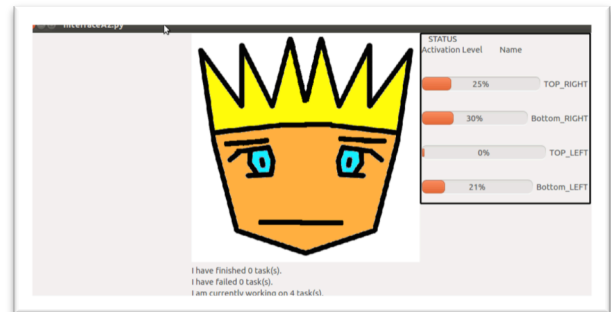 InterfaceA2.py
STATUS
Activation Level Name
25% TOP_RIGHT
30% Bottom_RIGHT
0% TOP_LEFT
21% Bottom_LEFT
I have finished 0 task(s).
I have failed 0 task(s).
I am currently working on 4 task(s).